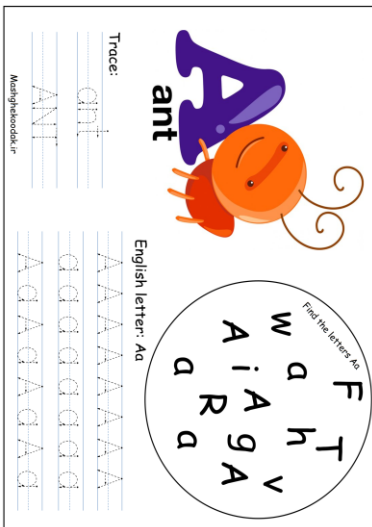 A
ant
Find the letters Aa
F T
w a h v
A i A g A
a R a
Trace:
ant
ANT
English letter: Aa
A A A A A A A A
a a a a a a a a
A a A a A a A a
Mashghekoodak.ir